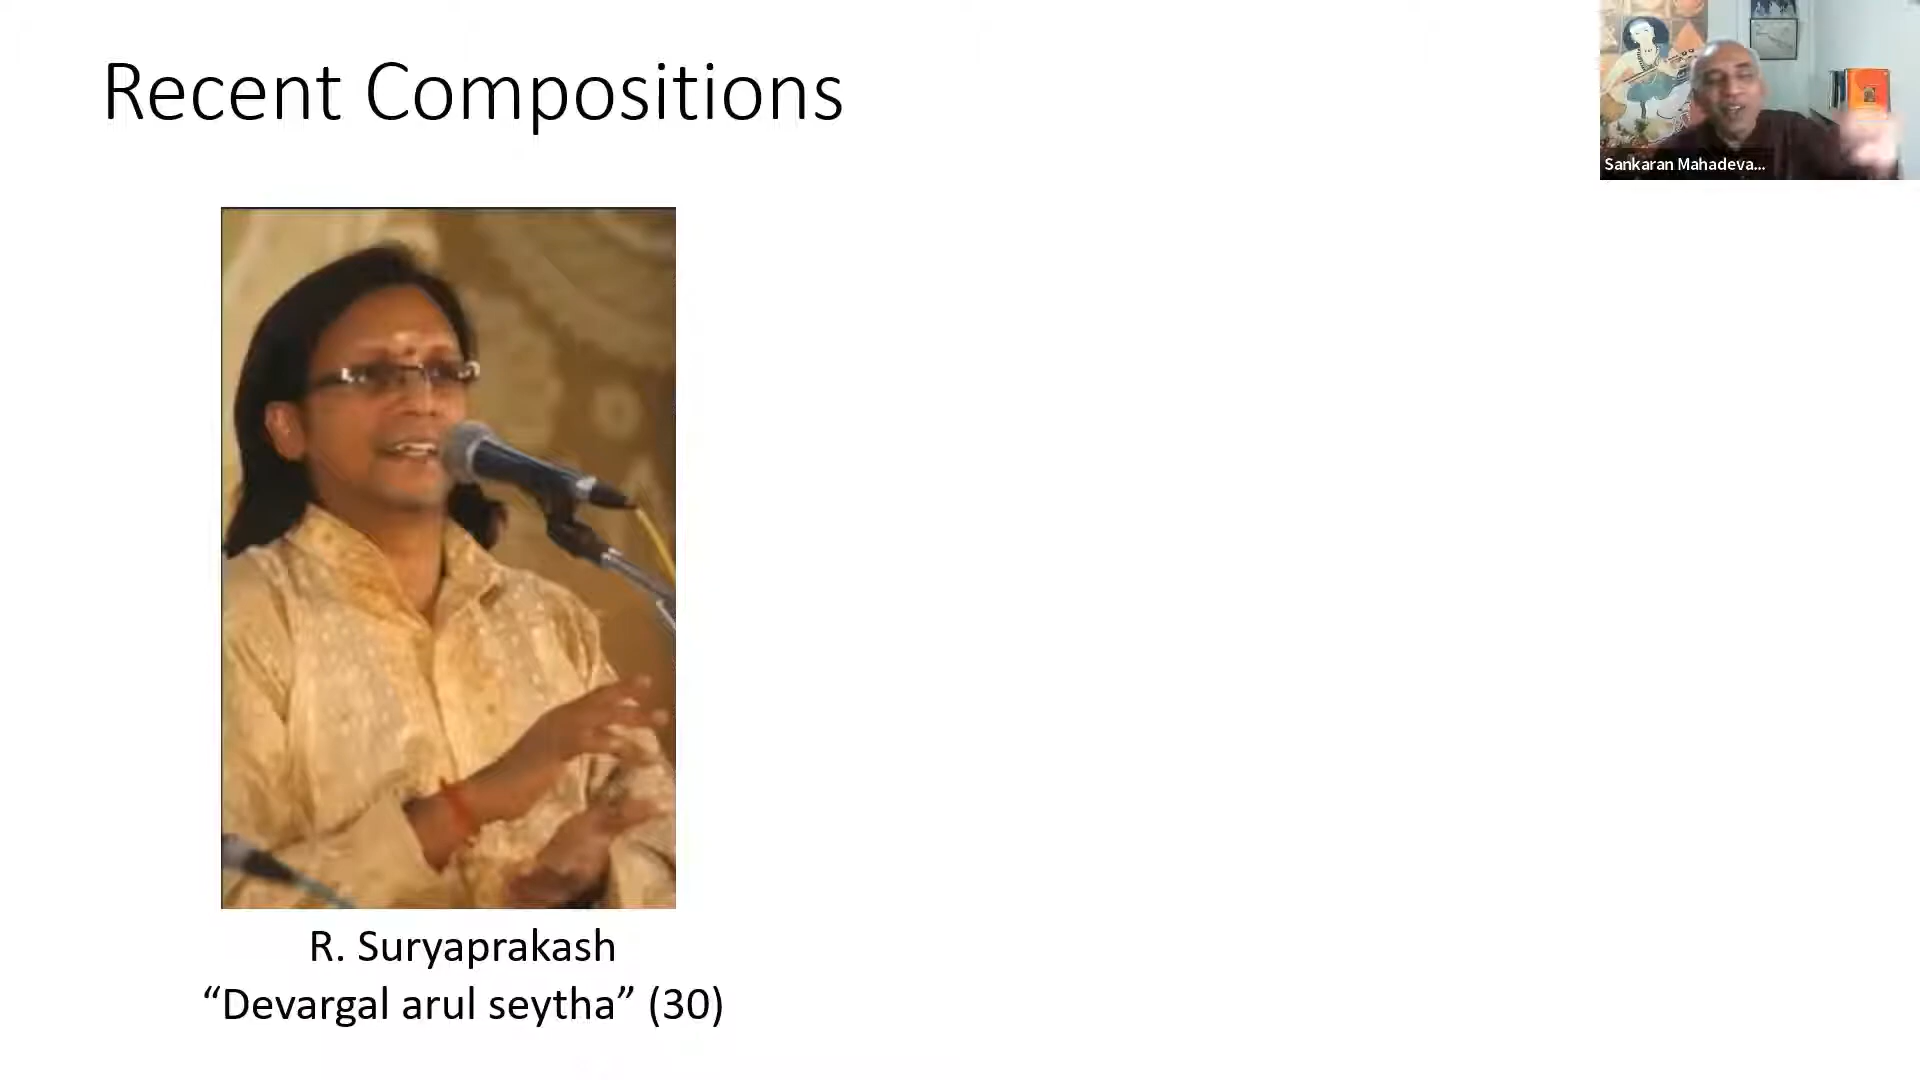 Recent Compositions
Sankaran Mahadeva...
R. Suryaprakash
“Devargal arul seytha” (30)